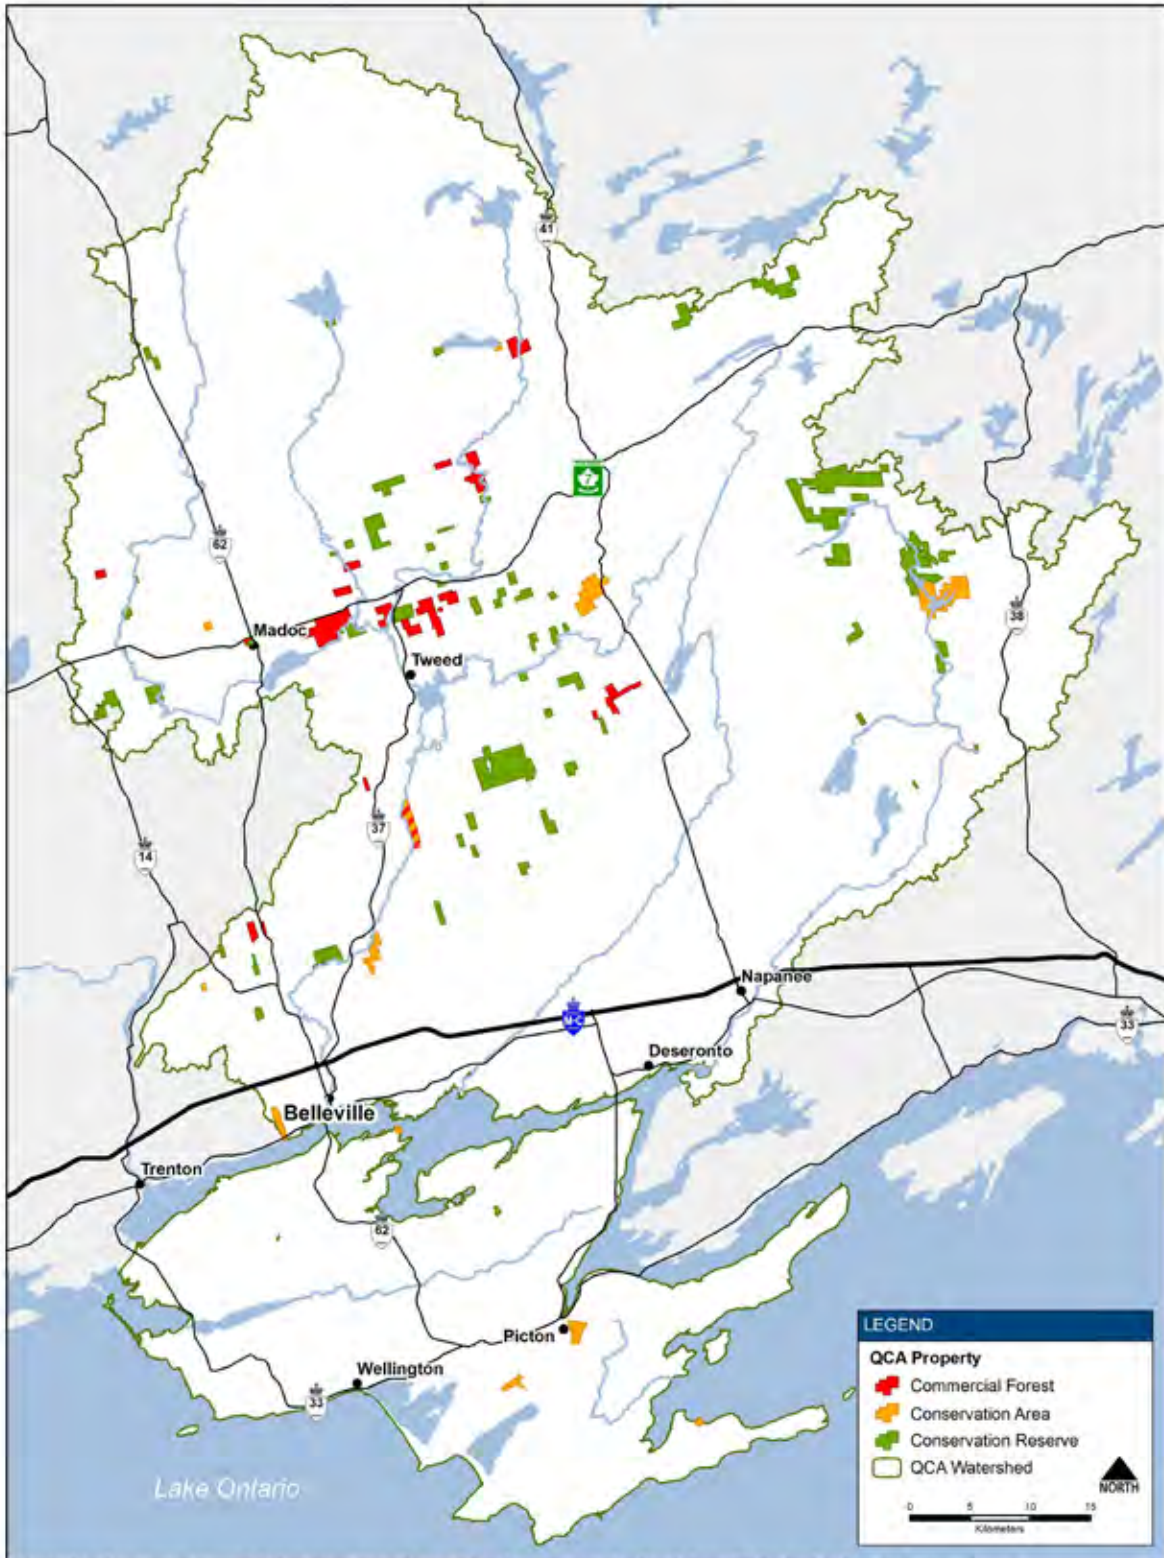 41
7
62
Madoc
Tweed
38
37
14
Napanee
Deseronto
33
Belleville
Trenton
62
Picton
Wellington
33
Lake Ontario
LEGEND
QCA Property
Commercial Forest
Conservation Area
Conservation Reserve
QCA Watershed
NORTH
0 5 10 15
Kilometers